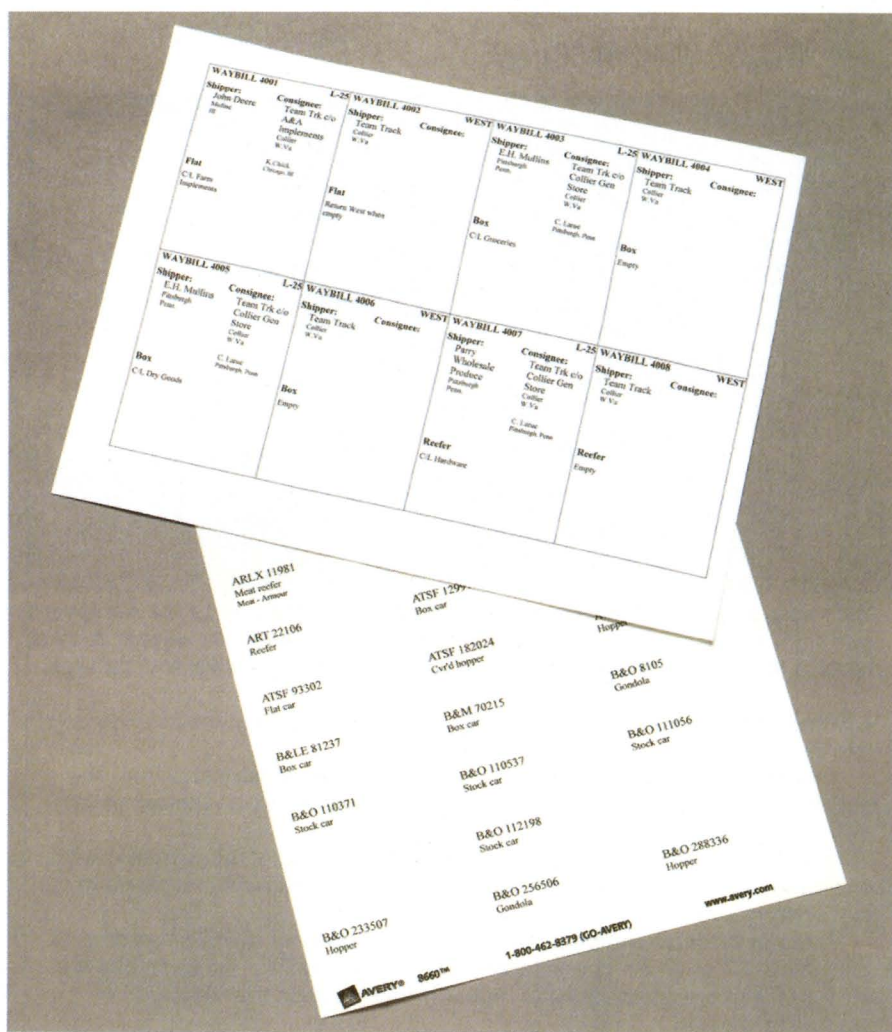 WAYBILL 4001
L-25
Shipper:
John Deere
Moline
Ill
Consignee:
Team Trk c/o
A&A
Implements
Collier
W.Va
Flat
Chicago, Ill
C/L Farm
Implements
WAYBILL 4002
WEST
Shipper:
Team Track
Collier
W.Va
Consignee:
Flat
Return West when
empty
WAYBILL 4003
L-25
Shipper:
E.H. Mullins
Pittsburgh
Penn.
Consignee:
Team Trk c/o
Collier Gen
Store
Collier
W.Va
Box
C. Larue
Pittsburgh, Penn
C/L Groceries
WAYBILL 4004
WEST
Shipper:
Team Track
Collier
W.Va
Consignee:
Box
Empty
WAYBILL 4005
L-25
Shipper:
E.H. Mullins
Pittsburgh
Penn.
Consignee:
Team Trk c/o
Collier Gen
Store
Collier
W.Va
Box
C. Larue
Pittsburgh, Penn
C/L Dry Goods
WAYBILL 4006
WEST
Shipper:
Team Track
Collier
W.Va
Consignee:
Box
Empty
WAYBILL 4007
L-25
Shipper:
Parry
Wholesale
Produce
Pittsburgh
Penn.
Consignee:
Team Trk c/o
Collier Gen
Store
Collier
W.Va
C. Larue
Pittsburgh, Penn
Reefer
C/L Hardware
WAYBILL 4008
WEST
Shipper:
Team Track
Collier
W.Va
Consignee:
Reefer
Empty
ARLX 11981
Meat reefer
Meat - Armour
ATSF
Box car
Hopper
ART 22106
Reefer
ATSF 182024
Cvr'd hopper
B&O 8105
Gondola
ATSF 93302
Flat car
B&M 70215
Box car
B&O 111056
Stock car
B&LE 81237
Box car
B&O 110537
Stock car
B&O 110371
Stock car
B&O 112198
Stock car
B&O 288336
Hopper
B&O 233507
Hopper
B&O 256506
Gondola
AVERY® 8660™
1-800-462-8379 (GO-AVERY)
www.avery.com